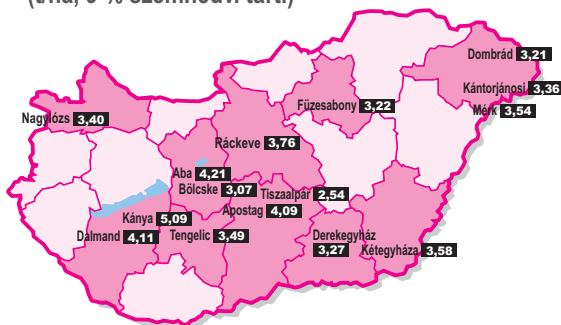 Dombrád 3,21
Kántorjánosi 3,36
Füzesabony 3,22
Mérk 3,54
Nagylózs 3,40
Ráckeve 3,76
Aba 4,21
Bölcske 3,07
Tiszaalpár 2,54
Kánya 5,09
Apostag 4,09
Dalmand 4,11
Tengelic 3,49
Derekegyház
3,27
Kétegyháza 3,58